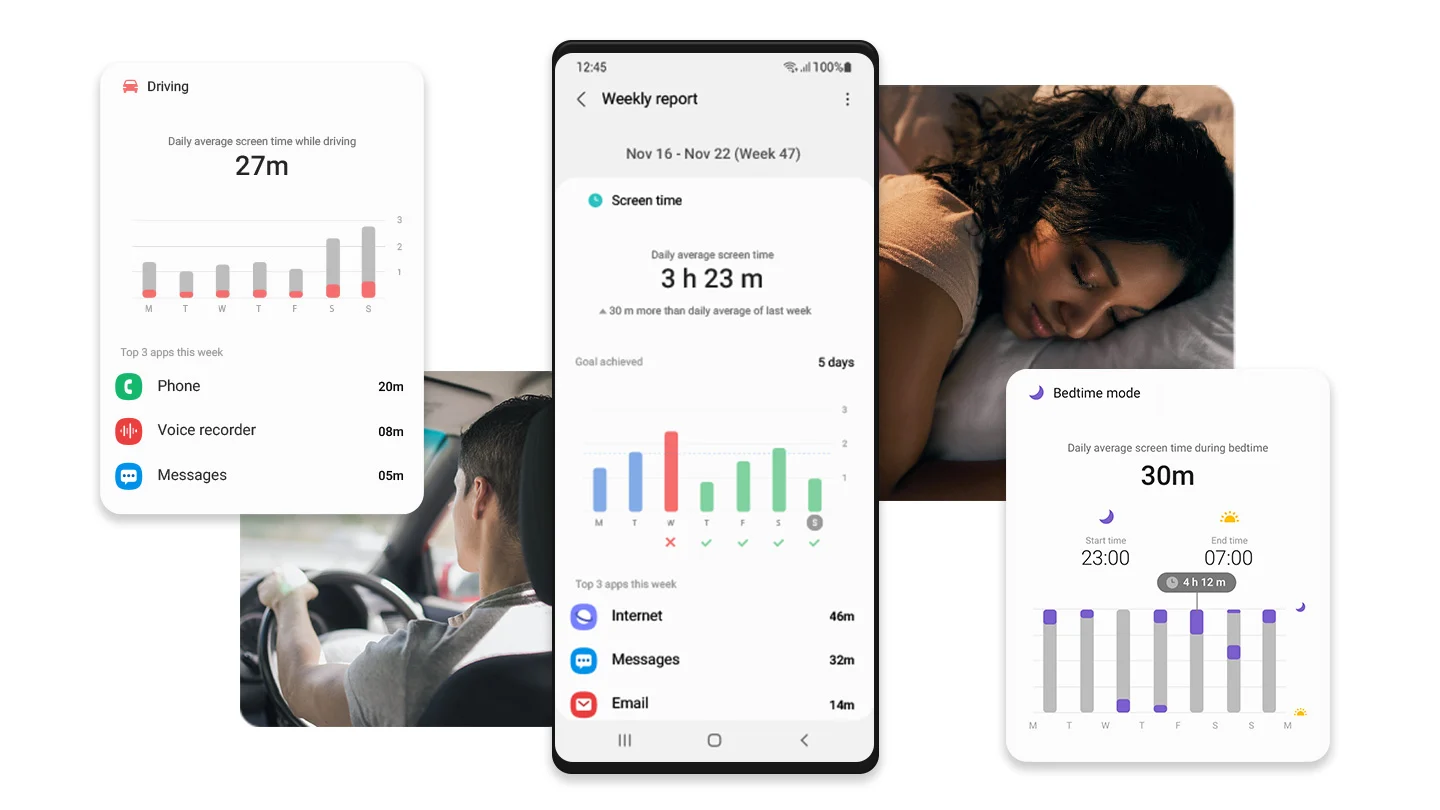 Driving
Daily average screen time while driving
27m
3
2
1
M T W T F S S
Top 3 apps this week
Phone 20m
Voice recorder 08m
Messages 05m
12:45 100%
Weekly report
Nov 16 - Nov 22 (Week 47)
Screen time
Daily average screen time
3 h 23 m
30 m more than daily average of last week
Goal achieved 5 days
3
2
1
M T W T F S S
Top 3 apps this week
Internet 46m
Messages 32m
Email 14m
Bedtime mode
Daily average screen time during bedtime
30m
Start time End time
23:00 07:00
4 h 12 m
M T W T F S S M